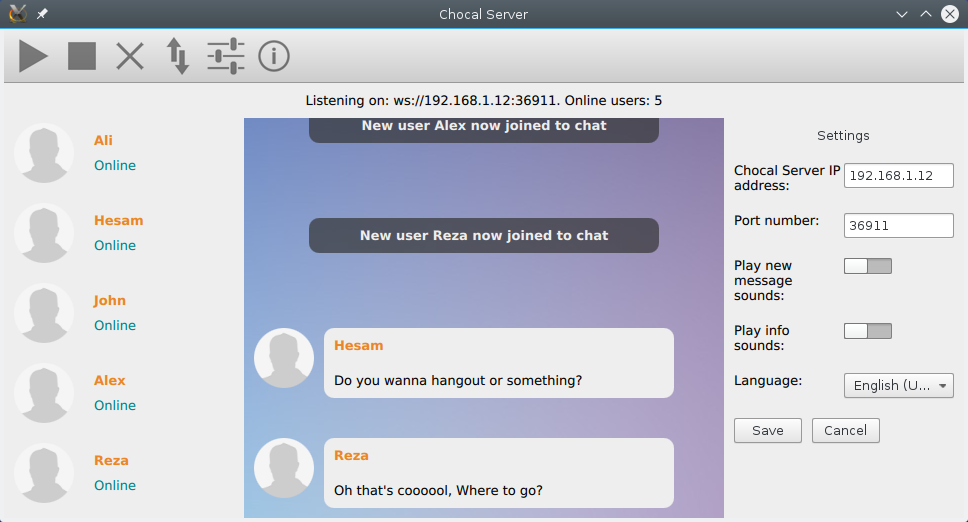 Chocal Server
Listening on: ws://192.168.1.12:36911. Online users: 5
Ali
Online
Hesam
Online
John
Online
Alex
Online
Reza
Online
New user Alex now joined to chat
New user Reza now joined to chat
Hesam
Do you wanna hangout or something?
Reza
Oh that's coooool, Where to go?
Settings
Chocal Server IP
address:
192.168.1.12
Port number:
36911
Play new
message
sounds:
Play info
sounds:
Language:
English (U...
Save
Cancel